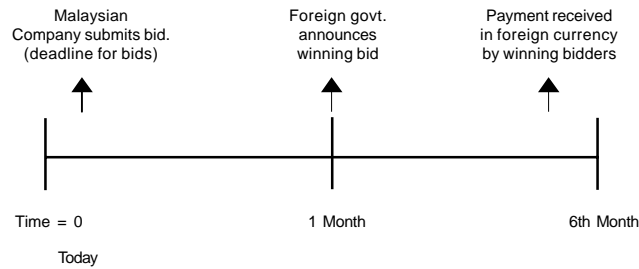 Malaysian
Company submits bid.
(deadline for bids)
Foreign govt.
announces
winning bid
Payment received
in foreign currency
by winning bidders
Time = 0
1 Month
6th Month
Today